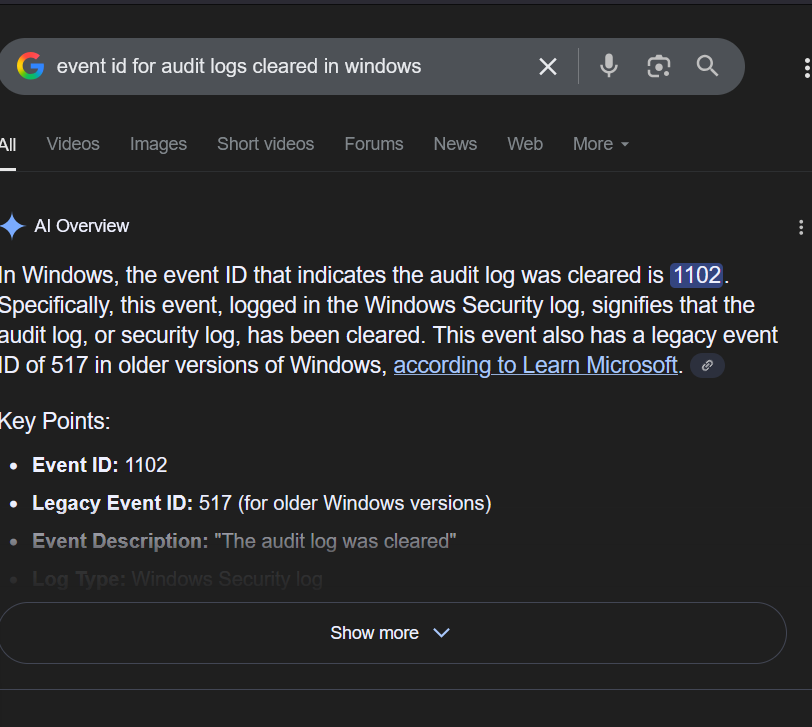 event id for audit logs cleared in windows
All Videos Images Short videos Forums News Web More
AI Overview
In Windows, the event ID that indicates the audit log was cleared is 1102.
Specifically, this event, logged in the Windows Security log, signifies that the
audit log, or security log, has been cleared. This event also has a legacy event
ID of 517 in older versions of Windows, according to Learn Microsoft.
Key Points:
• Event ID: 1102
• Legacy Event ID: 517 (for older Windows versions)
• Event Description: "The audit log was cleared"
• Log Type: Windows Security log
Show more